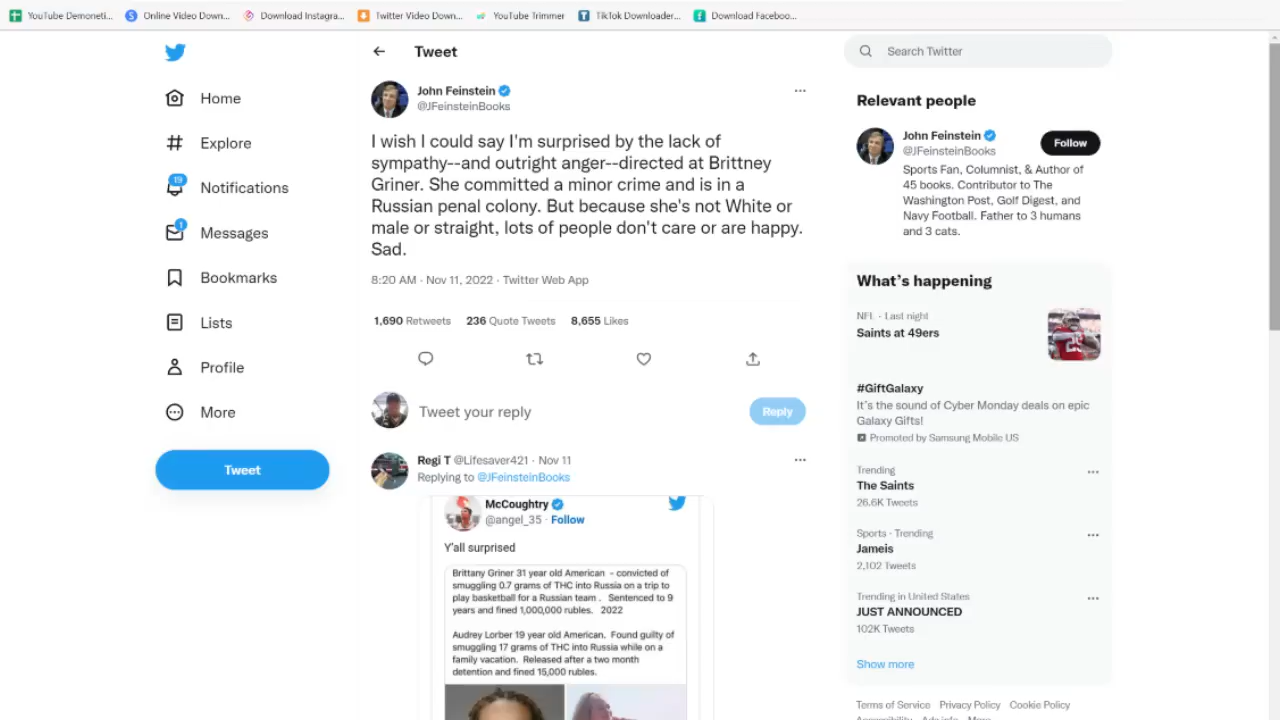 YouTube Demoneti...
Online Video Down...
Download Instagra...
Twitter Video Down...
YouTube Trimmer
TikTok Downloader...
Download Faceboo...
Home
Explore
19
Notifications
1
Messages
Bookmarks
Lists
Profile
More
Tweet
Tweet
John Feinstein
@JFeinsteinBooks
I wish I could say I'm surprised by the lack of
sympathy--and outright anger--directed at Brittney
Griner. She committed a minor crime and is in a
Russian penal colony. But because she's not White or
male or straight, lots of people don't care or are happy.
Sad.
8:20 AM · Nov 11, 2022 · Twitter Web App
1,690 Retweets 236 Quote Tweets 8,655 Likes
Tweet your reply
Reply
Regi T @Lifesaver421 · Nov 11
Replying to @JFeinsteinBooks
McCoughtry
@angel_35 · Follow
Y'all surprised
Brittany Griner 31 year old American - convicted of
smuggling 0.7 grams of THC into Russia on a trip to
play basketball for a Russian team . Sentenced to 9
years and fined 1,000,000 rubles. 2022
Audrey Lorber 19 year old American. Found guilty of
smuggling 17 grams of THC into Russia while on a
family vacation. Released after a two month
detention and fined 15,000 rubles.
Search Twitter
Relevant people
John Feinstein
@JFeinsteinBooks
Follow
Sports Fan, Columnist, & Author of
45 books. Contributor to The
Washington Post, Golf Digest, and
Navy Football. Father to 3 humans
and 3 cats.
What's happening
NFL · Last night
Saints at 49ers
#GiftGalaxy
It's the sound of Cyber Monday deals on epic
Galaxy Gifts!
Promoted by Samsung Mobile US
Trending
The Saints
26.6K Tweets
Sports · Trending
Jameis
2,102 Tweets
Trending in United States
JUST ANNOUNCED
102K Tweets
Show more
Terms of Service Privacy Policy Cookie Policy
Accessibility Ads info More